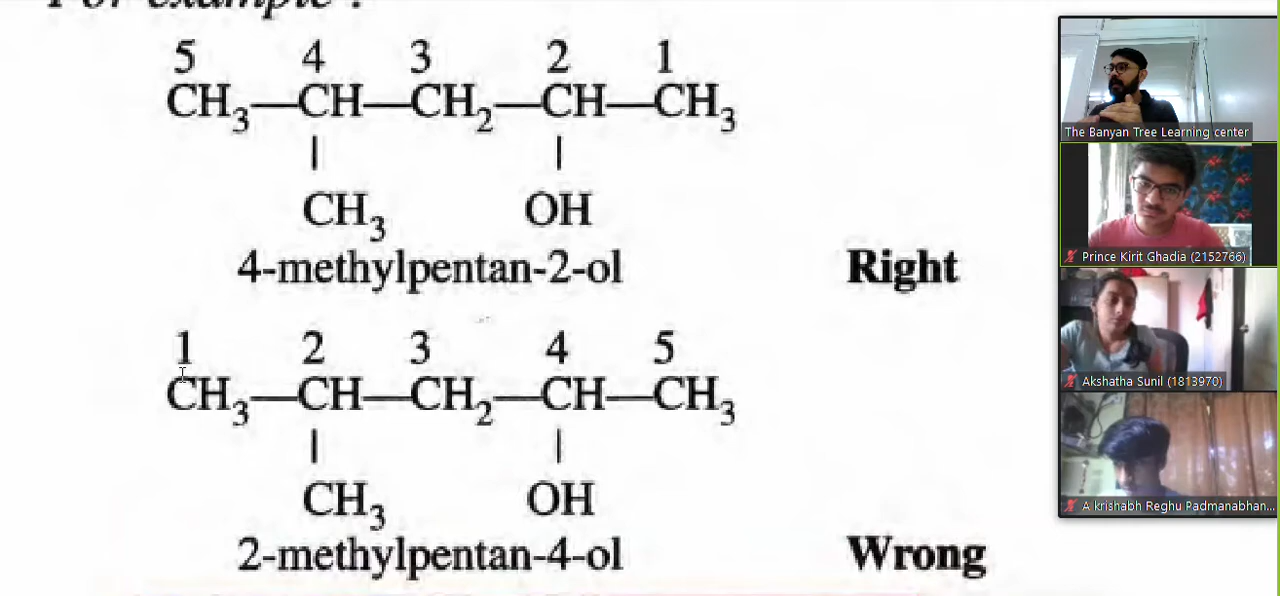 For example :
5 4 3 2 1
CH₃—CH—CH₂—CH—CH₃
| |
CH₃ OH
4-methylpentan-2-ol Right
1 2 3 4 5
CH₃—CH—CH₂—CH—CH₃
| |
CH₃ OH
2-methylpentan-4-ol Wrong
The Banyan Tree Learning center
Prince Kirit Ghadia (2152766)
Akshatha Sunil (1813970)
A krishabh Reghu Padmanabhan...